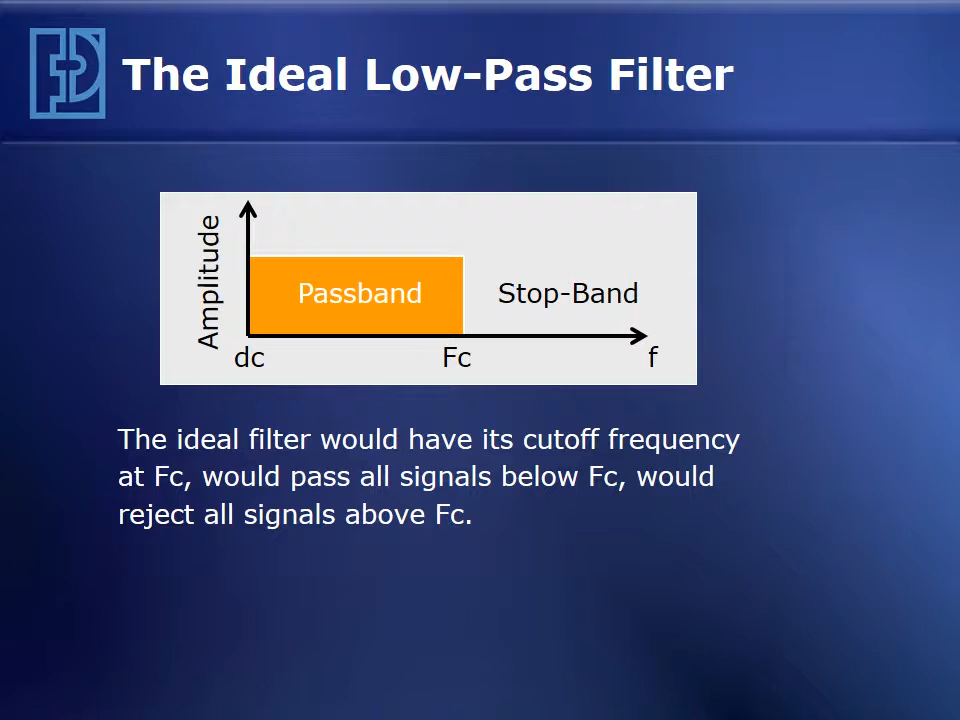 The Ideal Low-Pass Filter
Amplitude
Passband
Stop-Band
dc
Fc
f
The ideal filter would have its cutoff frequency
at Fc, would pass all signals below Fc, would
reject all signals above Fc.